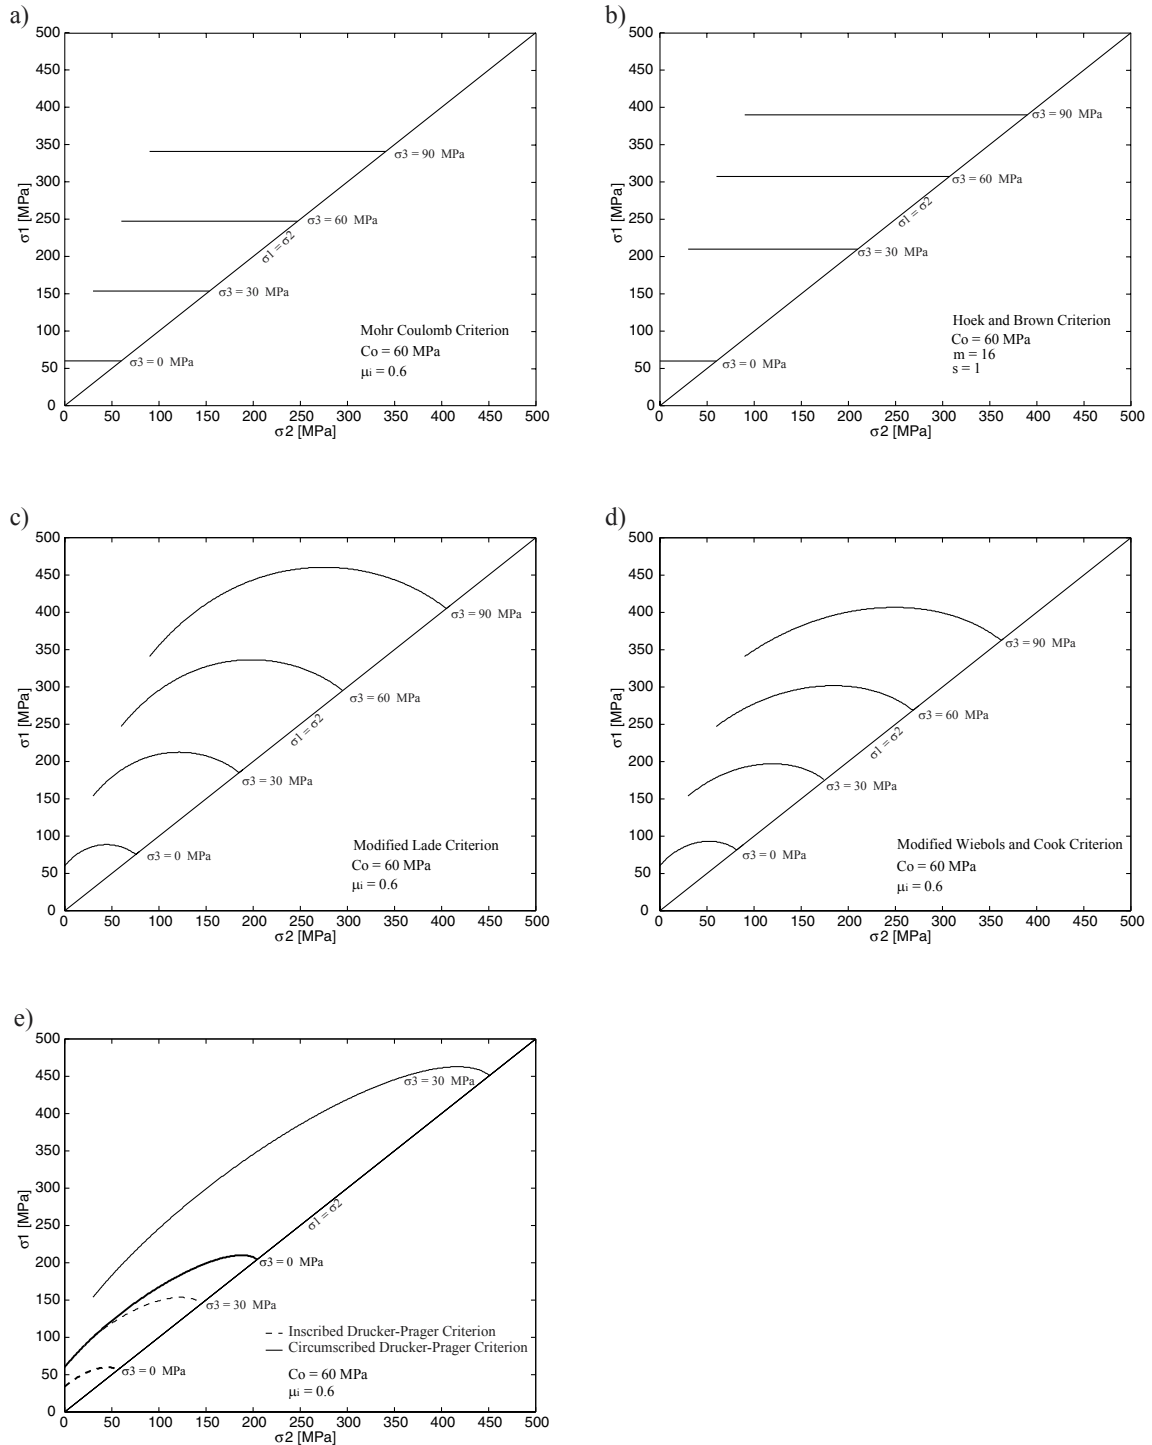 a)
500
450
400
350
300
250
200
150
100
50
0
σ1 [MPa]
σ3 = 90 MPa
σ3 = 60 MPa
σ1 = σ2
σ3 = 30 MPa
σ3 = 0 MPa
Mohr Coulomb Criterion
Co = 60 MPa
μi = 0.6
0 50 100 150 200 250 300 350 400 450 500
σ2 [MPa]
b)
500
450
400
350
300
250
200
150
100
50
0
σ1 [MPa]
σ3 = 90 MPa
σ3 = 60 MPa
σ1 = σ2
σ3 = 30 MPa
σ3 = 0 MPa
Hoek and Brown Criterion
Co = 60 MPa
m = 16
s = 1
0 50 100 150 200 250 300 350 400 450 500
σ2 [MPa]
c)
500
450
400
350
300
250
200
150
100
50
0
σ1 [MPa]
σ3 = 90 MPa
σ3 = 60 MPa
σ1 = σ2
σ3 = 30 MPa
σ3 = 0 MPa
Modified Lade Criterion
Co = 60 MPa
μi = 0.6
0 50 100 150 200 250 300 350 400 450 500
σ2 [MPa]
d)
500
450
400
350
300
250
200
150
100
50
0
σ1 [MPa]
σ3 = 90 MPa
σ3 = 60 MPa
σ1 = σ2
σ3 = 30 MPa
σ3 = 0 MPa
Modified Wiebols and Cook Criterion
Co = 60 MPa
μi = 0.6
0 50 100 150 200 250 300 350 400 450 500
σ2 [MPa]
e)
500
450
400
350
300
250
200
150
100
50
0
σ1 [MPa]
σ3 = 30 MPa
σ1 = σ2
σ3 = 0 MPa
σ3 = 30 MPa
Inscribed Drucker-Prager Criterion
Circumscribed Drucker-Prager Criterion
σ3 = 0 MPa
Co = 60 MPa
μi = 0.6
0 50 100 150 200 250 300 350 400 450 500
σ2 [MPa]